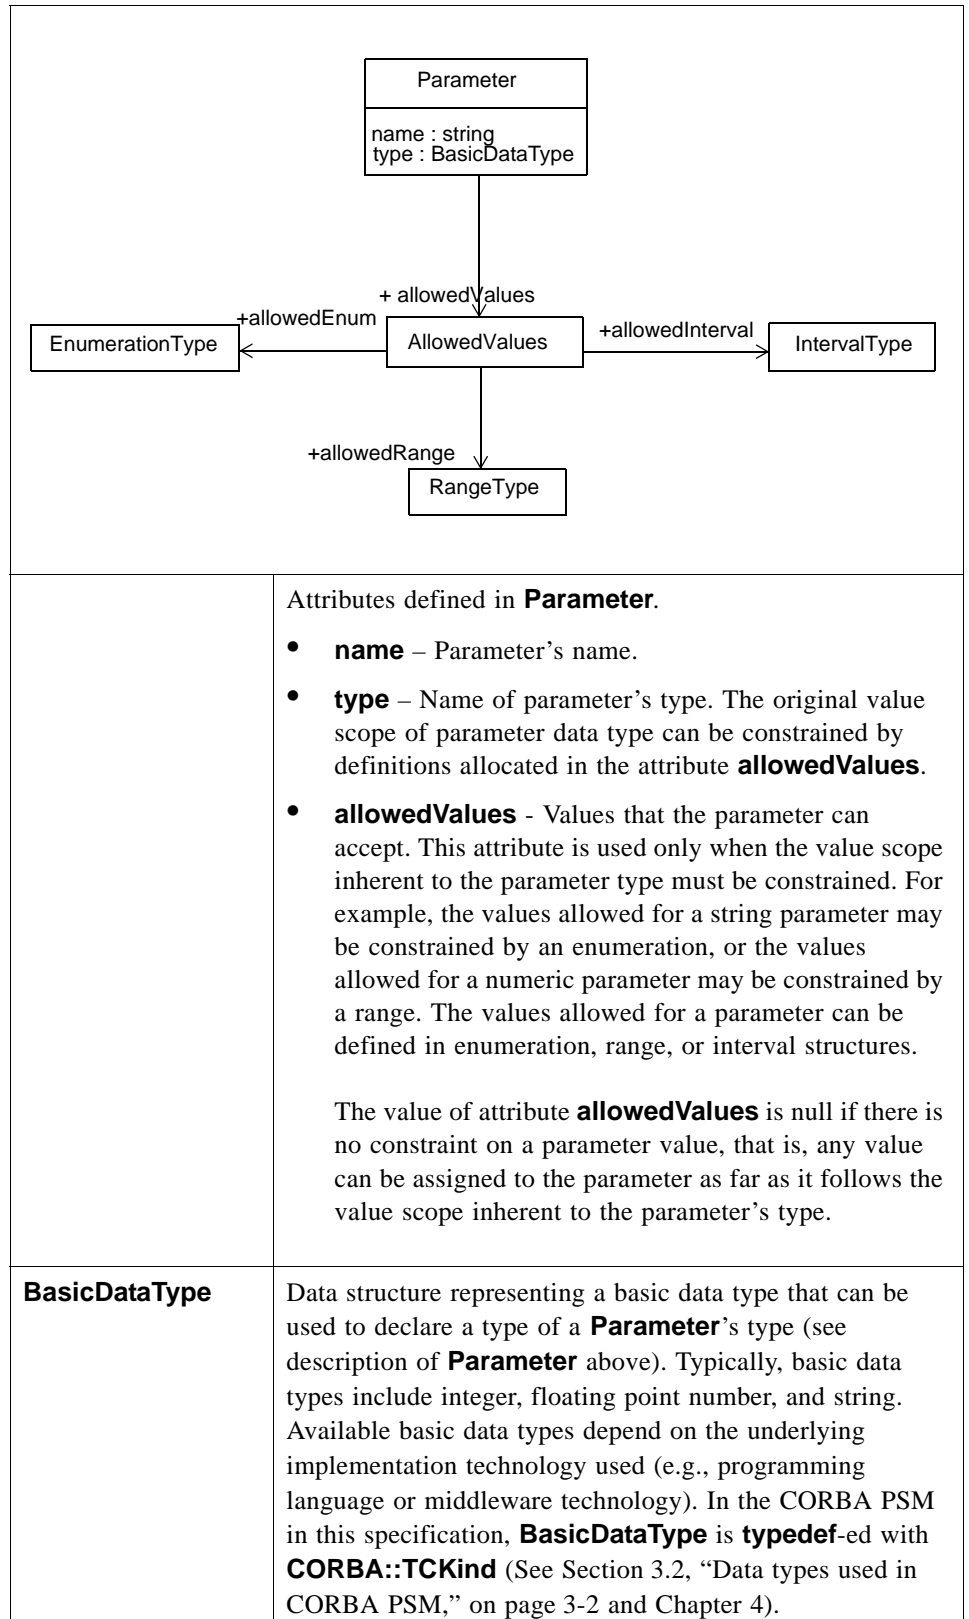 Parameter
name : string
type : BasicDataType
+ allowedValues
+allowedEnum
+allowedInterval
EnumerationType
AllowedValues
IntervalType
+allowedRange
RangeType
Attributes defined in Parameter.
• name – Parameter’s name.
• type – Name of parameter’s type. The original value
scope of parameter data type can be constrained by
definitions allocated in the attribute allowedValues.
• allowedValues - Values that the parameter can
accept. This attribute is used only when the value scope
inherent to the parameter type must be constrained. For
example, the values allowed for a string parameter may
be constrained by an enumeration, or the values
allowed for a numeric parameter may be constrained by
a range. The values allowed for a parameter can be
defined in enumeration, range, or interval structures.
The value of attribute allowedValues is null if there is
no constraint on a parameter value, that is, any value
can be assigned to the parameter as far as it follows the
value scope inherent to the parameter’s type.
BasicDataType
Data structure representing a basic data type that can be
used to declare a type of a Parameter’s type (see
description of Parameter above). Typically, basic data
types include integer, floating point number, and string.
Available basic data types depend on the underlying
implementation technology used (e.g., programming
language or middleware technology). In the CORBA PSM
in this specification, BasicDataType is typedef-ed with
CORBA::TCKind (See Section 3.2, “Data types used in
CORBA PSM,” on page 3-2 and Chapter 4).